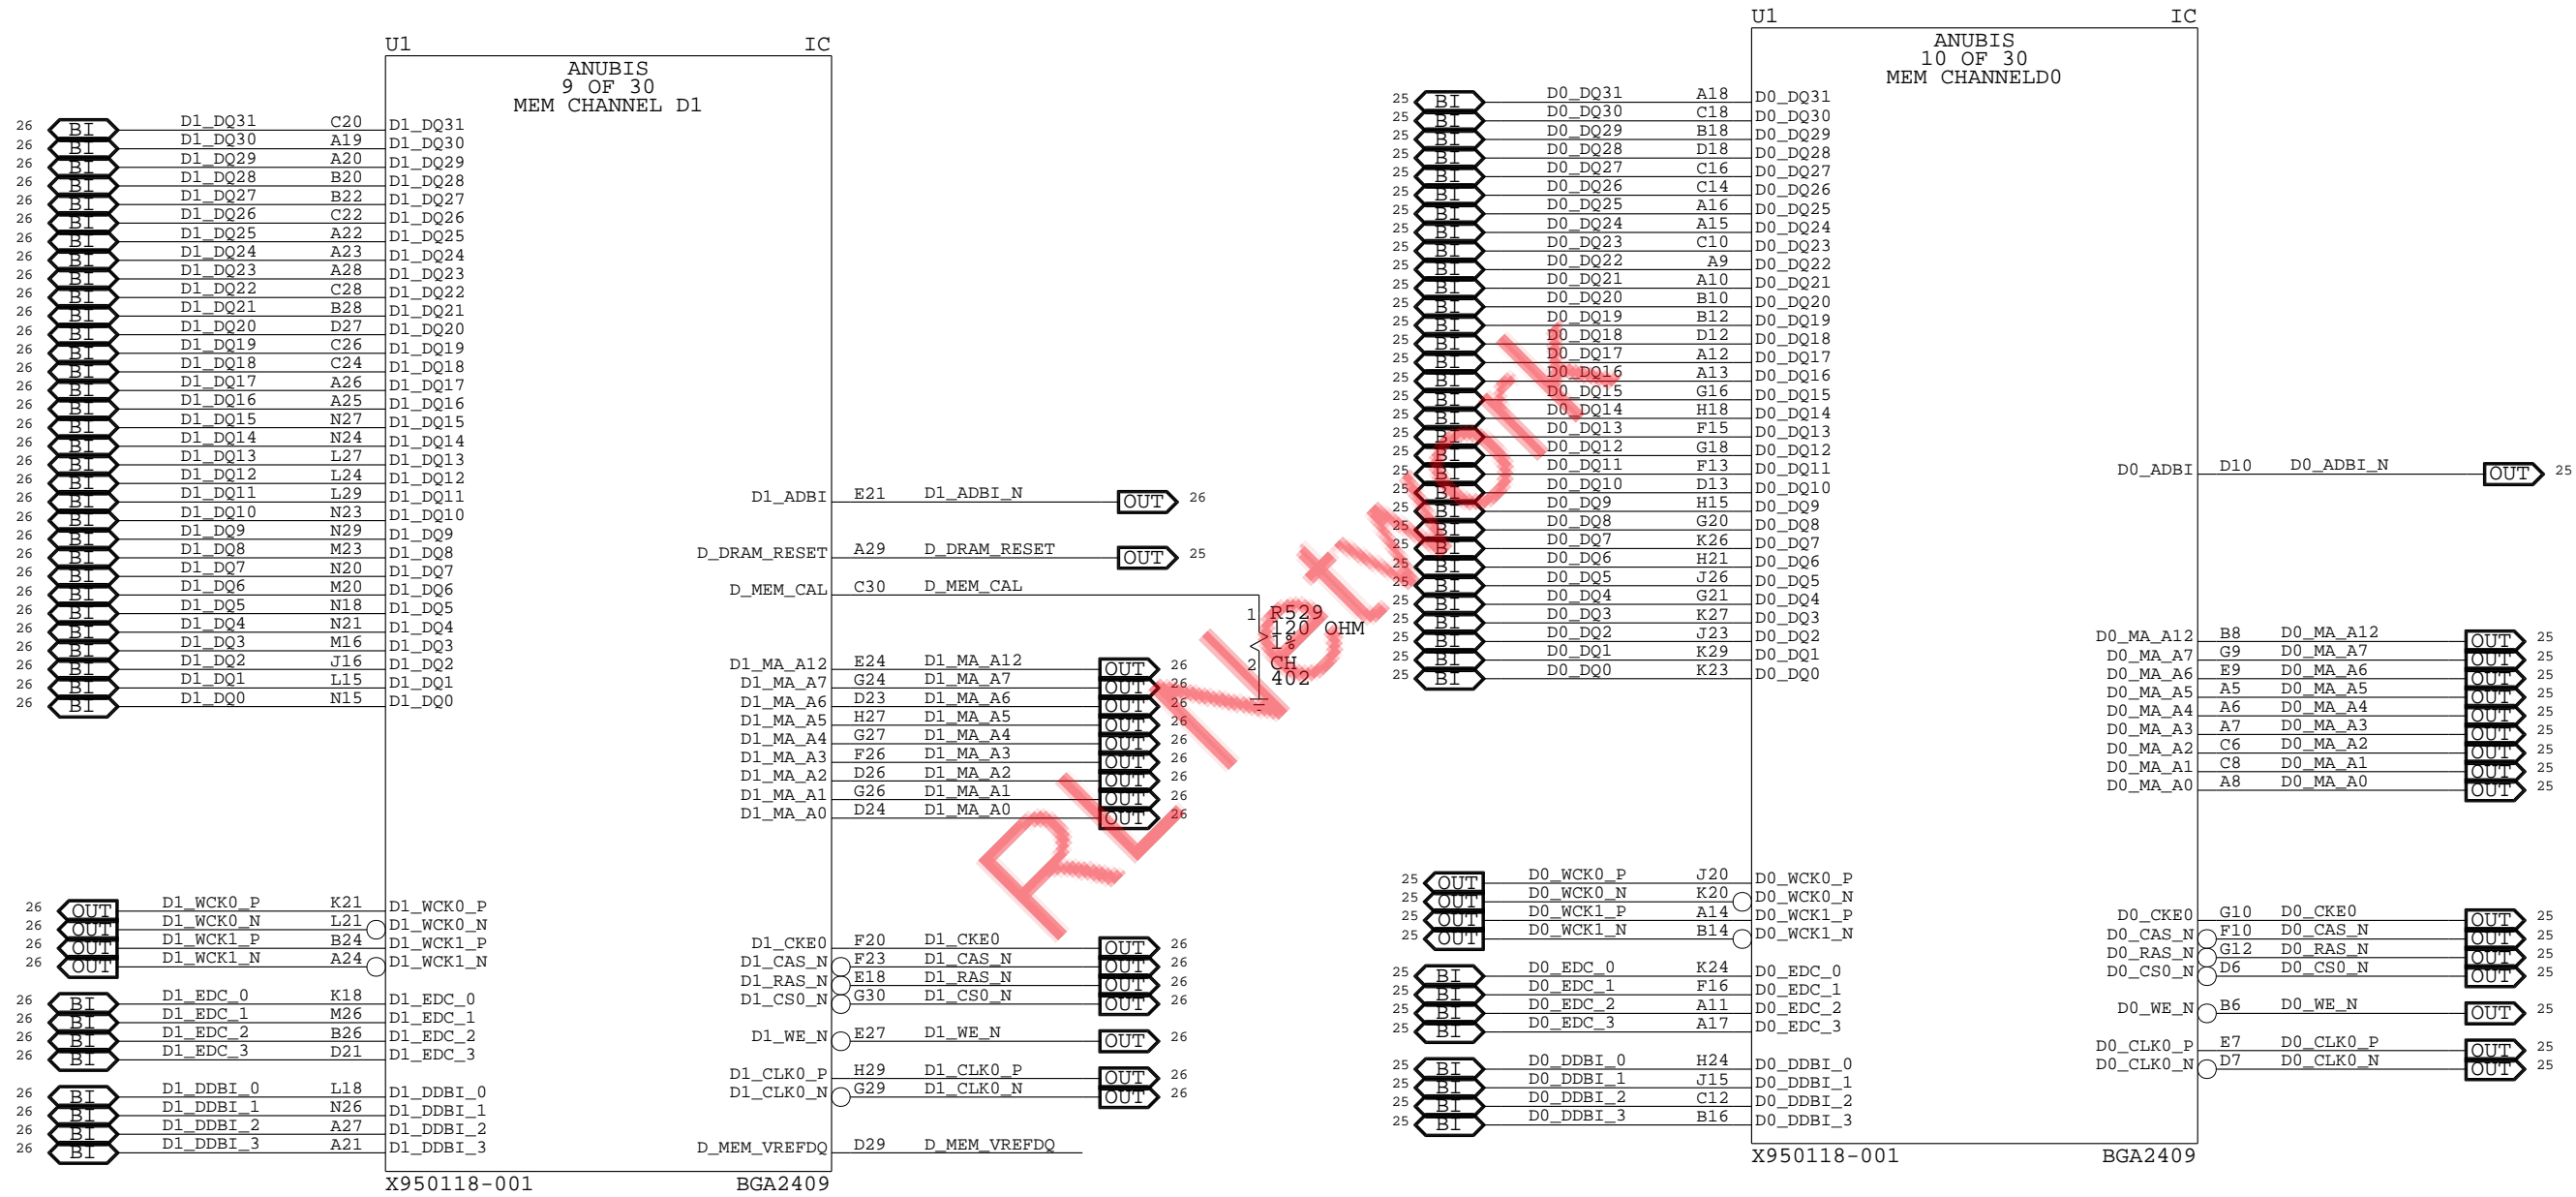 U1 IC
ANUBIS
9 OF 30
MEM CHANNEL D1
26 BI D1_DQ31 C20 D1_DQ31
26 BI D1_DQ30 A19 D1_DQ30
26 BI D1_DQ29 A20 D1_DQ29
26 BI D1_DQ28 B20 D1_DQ28
26 BI D1_DQ27 B22 D1_DQ27
26 BI D1_DQ26 C22 D1_DQ26
26 BI D1_DQ25 A22 D1_DQ25
26 BI D1_DQ24 A23 D1_DQ24
26 BI D1_DQ23 A28 D1_DQ23
26 BI D1_DQ22 C28 D1_DQ22
26 BI D1_DQ21 B28 D1_DQ21
26 BI D1_DQ20 D27 D1_DQ20
26 BI D1_DQ19 C26 D1_DQ19
26 BI D1_DQ18 C24 D1_DQ18
26 BI D1_DQ17 A26 D1_DQ17
26 BI D1_DQ16 A25 D1_DQ16
26 BI D1_DQ15 N27 D1_DQ15
26 BI D1_DQ14 N24 D1_DQ14
26 BI D1_DQ13 L27 D1_DQ13
26 BI D1_DQ12 L24 D1_DQ12
26 BI D1_DQ11 L29 D1_DQ11
26 BI D1_DQ10 N23 D1_DQ10
26 BI D1_DQ9 N29 D1_DQ9
26 BI D1_DQ8 M23 D1_DQ8
26 BI D1_DQ7 N20 D1_DQ7
26 BI D1_DQ6 M20 D1_DQ6
26 BI D1_DQ5 N18 D1_DQ5
26 BI D1_DQ4 N21 D1_DQ4
26 BI D1_DQ3 M16 D1_DQ3
26 BI D1_DQ2 J16 D1_DQ2
26 BI D1_DQ1 L15 D1_DQ1
26 BI D1_DQ0 N15 D1_DQ0
26 OUT D1_WCK0_P K21 D1_WCK0_P
26 OUT D1_WCK0_N L21 D1_WCK0_N
26 OUT D1_WCK1_P B24 D1_WCK1_P
26 OUT D1_WCK1_N A24 D1_WCK1_N
26 BI D1_EDC_0 K18 D1_EDC_0
26 BI D1_EDC_1 M26 D1_EDC_1
26 BI D1_EDC_2 B26 D1_EDC_2
26 BI D1_EDC_3 D21 D1_EDC_3
26 BI D1_DDBI_0 L18 D1_DDBI_0
26 BI D1_DDBI_1 N26 D1_DDBI_1
26 BI D1_DDBI_2 A27 D1_DDBI_2
26 BI D1_DDBI_3 A21 D1_DDBI_3
D1_ADBI E21 D1_ADBI_N OUT 26
D_DRAM_RESET A29 D_DRAM_RESET OUT 25
D_MEM_CAL C30 D_MEM_CAL
1 R529
120 OHM
1%
2 CH
402
D1_MA_A12 E24 D1_MA_A12 OUT 26
D1_MA_A7 G24 D1_MA_A7 OUT 26
D1_MA_A6 D23 D1_MA_A6 OUT 26
D1_MA_A5 H27 D1_MA_A5 OUT 26
D1_MA_A4 G27 D1_MA_A4 OUT 26
D1_MA_A3 F26 D1_MA_A3 OUT 26
D1_MA_A2 D26 D1_MA_A2 OUT 26
D1_MA_A1 G26 D1_MA_A1 OUT 26
D1_MA_A0 D24 D1_MA_A0 OUT 26
D1_CKE0 F20 D1_CKE0 OUT 26
D1_CAS_N F23 D1_CAS_N OUT 26
D1_RAS_N E18 D1_RAS_N OUT 26
D1_CS0_N G30 D1_CS0_N OUT 26
D1_WE_N E27 D1_WE_N OUT 26
D1_CLK0_P H29 D1_CLK0_P OUT 26
D1_CLK0_N G29 D1_CLK0_N OUT 26
D_MEM_VREFDQ D29 D_MEM_VREFDQ
X950118-001 BGA2409
RLNetwork
U1 IC
ANUBIS
10 OF 30
MEM CHANNELD0
25 BI D0_DQ31 A18 D0_DQ31
25 BI D0_DQ30 C18 D0_DQ30
25 BI D0_DQ29 B18 D0_DQ29
25 BI D0_DQ28 D18 D0_DQ28
25 BI D0_DQ27 C16 D0_DQ27
25 BI D0_DQ26 C14 D0_DQ26
25 BI D0_DQ25 A16 D0_DQ25
25 BI D0_DQ24 A15 D0_DQ24
25 BI D0_DQ23 C10 D0_DQ23
25 BI D0_DQ22 A9 D0_DQ22
25 BI D0_DQ21 A10 D0_DQ21
25 BI D0_DQ20 B10 D0_DQ20
25 BI D0_DQ19 B12 D0_DQ19
25 BI D0_DQ18 D12 D0_DQ18
25 BI D0_DQ17 A12 D0_DQ17
25 BI D0_DQ16 A13 D0_DQ16
25 BI D0_DQ15 G16 D0_DQ15
25 BI D0_DQ14 H18 D0_DQ14
25 BI D0_DQ13 F15 D0_DQ13
25 BI D0_DQ12 G18 D0_DQ12
25 BI D0_DQ11 F13 D0_DQ11
25 BI D0_DQ10 D13 D0_DQ10
25 BI D0_DQ9 H15 D0_DQ9
25 BI D0_DQ8 G20 D0_DQ8
25 BI D0_DQ7 K26 D0_DQ7
25 BI D0_DQ6 H21 D0_DQ6
25 BI D0_DQ5 J26 D0_DQ5
25 BI D0_DQ4 G21 D0_DQ4
25 BI D0_DQ3 K27 D0_DQ3
25 BI D0_DQ2 J23 D0_DQ2
25 BI D0_DQ1 K29 D0_DQ1
25 BI D0_DQ0 K23 D0_DQ0
25 OUT D0_WCK0_P J20 D0_WCK0_P
25 OUT D0_WCK0_N K20 D0_WCK0_N
25 OUT D0_WCK1_P A14 D0_WCK1_P
25 OUT D0_WCK1_N B14 D0_WCK1_N
25 BI D0_EDC_0 K24 D0_EDC_0
25 BI D0_EDC_1 F16 D0_EDC_1
25 BI D0_EDC_2 A11 D0_EDC_2
25 BI D0_EDC_3 A17 D0_EDC_3
25 BI D0_DDBI_0 H24 D0_DDBI_0
25 BI D0_DDBI_1 J15 D0_DDBI_1
25 BI D0_DDBI_2 C12 D0_DDBI_2
25 BI D0_DDBI_3 B16 D0_DDBI_3
D0_ADBI D10 D0_ADBI_N OUT 25
D0_MA_A12 B8 D0_MA_A12 OUT 25
D0_MA_A7 G9 D0_MA_A7 OUT 25
D0_MA_A6 E9 D0_MA_A6 OUT 25
D0_MA_A5 A5 D0_MA_A5 OUT 25
D0_MA_A4 A6 D0_MA_A4 OUT 25
D0_MA_A3 A7 D0_MA_A3 OUT 25
D0_MA_A2 C6 D0_MA_A2 OUT 25
D0_MA_A1 C8 D0_MA_A1 OUT 25
D0_MA_A0 A8 D0_MA_A0 OUT 25
D0_CKE0 G10 D0_CKE0 OUT 25
D0_CAS_N F10 D0_CAS_N OUT 25
D0_RAS_N G12 D0_RAS_N OUT 25
D0_CS0_N D6 D0_CS0_N OUT 25
D0_WE_N B6 D0_WE_N OUT 25
D0_CLK0_P E7 D0_CLK0_P OUT 25
D0_CLK0_N D7 D0_CLK0_N OUT 25
X950118-001 BGA2409